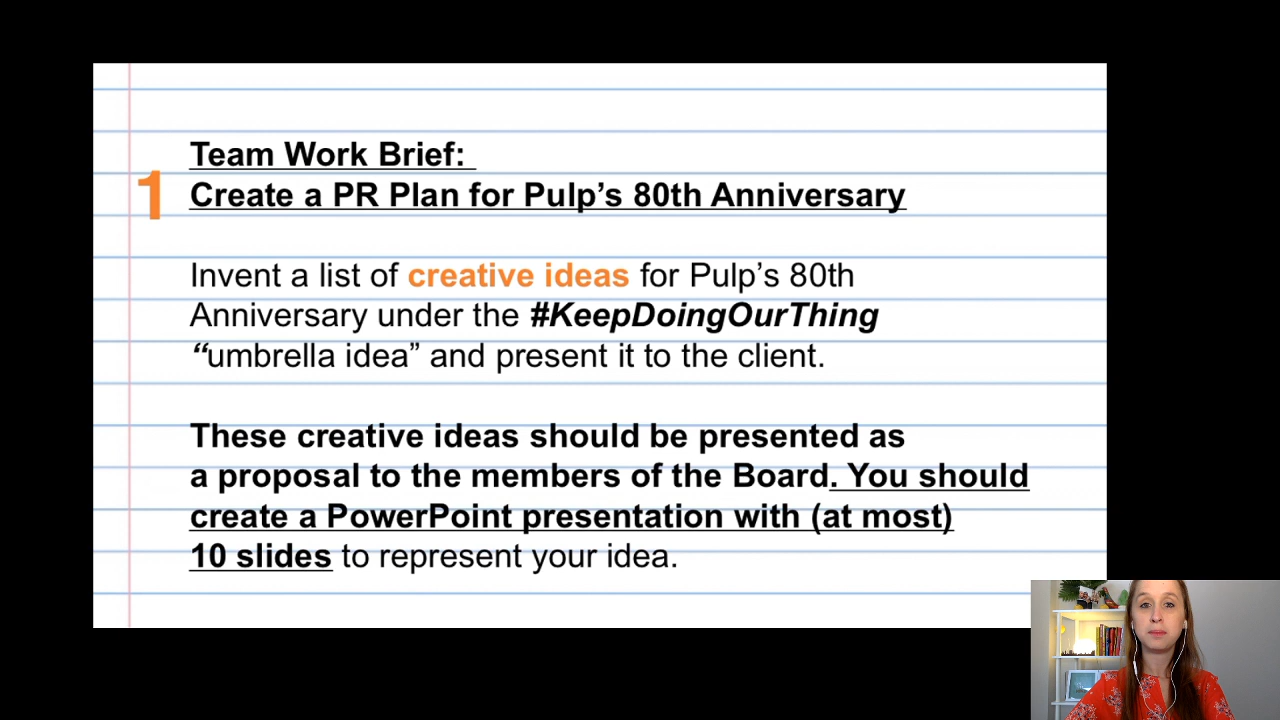 Team Work Brief:
1
Create a PR Plan for Pulp’s 80th Anniversary
Invent a list of creative ideas for Pulp’s 80th
Anniversary under the #KeepDoingOurThing
“umbrella idea” and present it to the client.
These creative ideas should be presented as
a proposal to the members of the Board. You should
create a PowerPoint presentation with (at most)
10 slides to represent your idea.